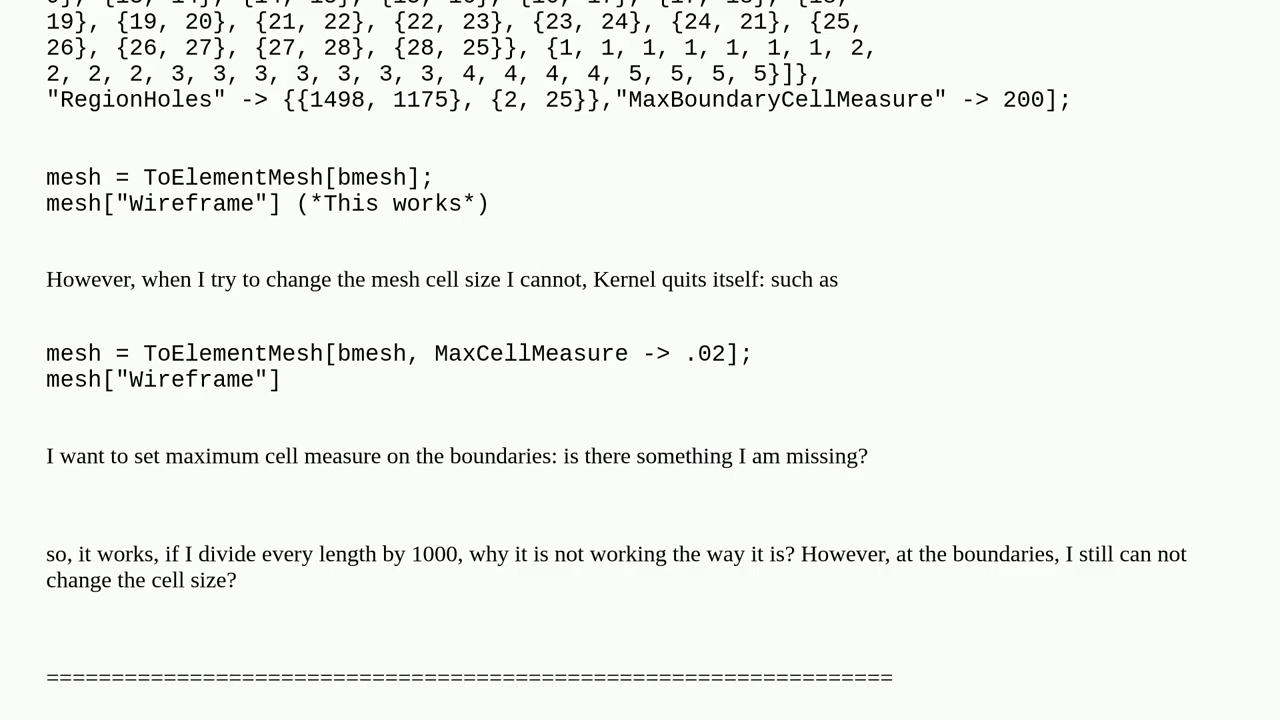 19}, {19, 20}, {21, 22}, {22, 23}, {23, 24}, {24, 21}, {25,
26}, {26, 27}, {27, 28}, {28, 25}}, {1, 1, 1, 1, 1, 1, 1, 2,
2, 2, 2, 3, 3, 3, 3, 3, 3, 3, 4, 4, 4, 4, 5, 5, 5, 5}]},
"RegionHoles" -> {{1498, 1175}, {2, 25}},"MaxBoundaryCellMeasure" -> 200];
mesh = ToElementMesh[bmesh];
mesh["Wireframe"] (*This works*)
However, when I try to change the mesh cell size I cannot, Kernel quits itself: such as
mesh = ToElementMesh[bmesh, MaxCellMeasure -> .02];
mesh["Wireframe"]
I want to set maximum cell measure on the boundaries: is there something I am missing?
so, it works, if I divide every length by 1000, why it is not working the way it is? However, at the boundaries, I still can not
change the cell size?
=================================================================